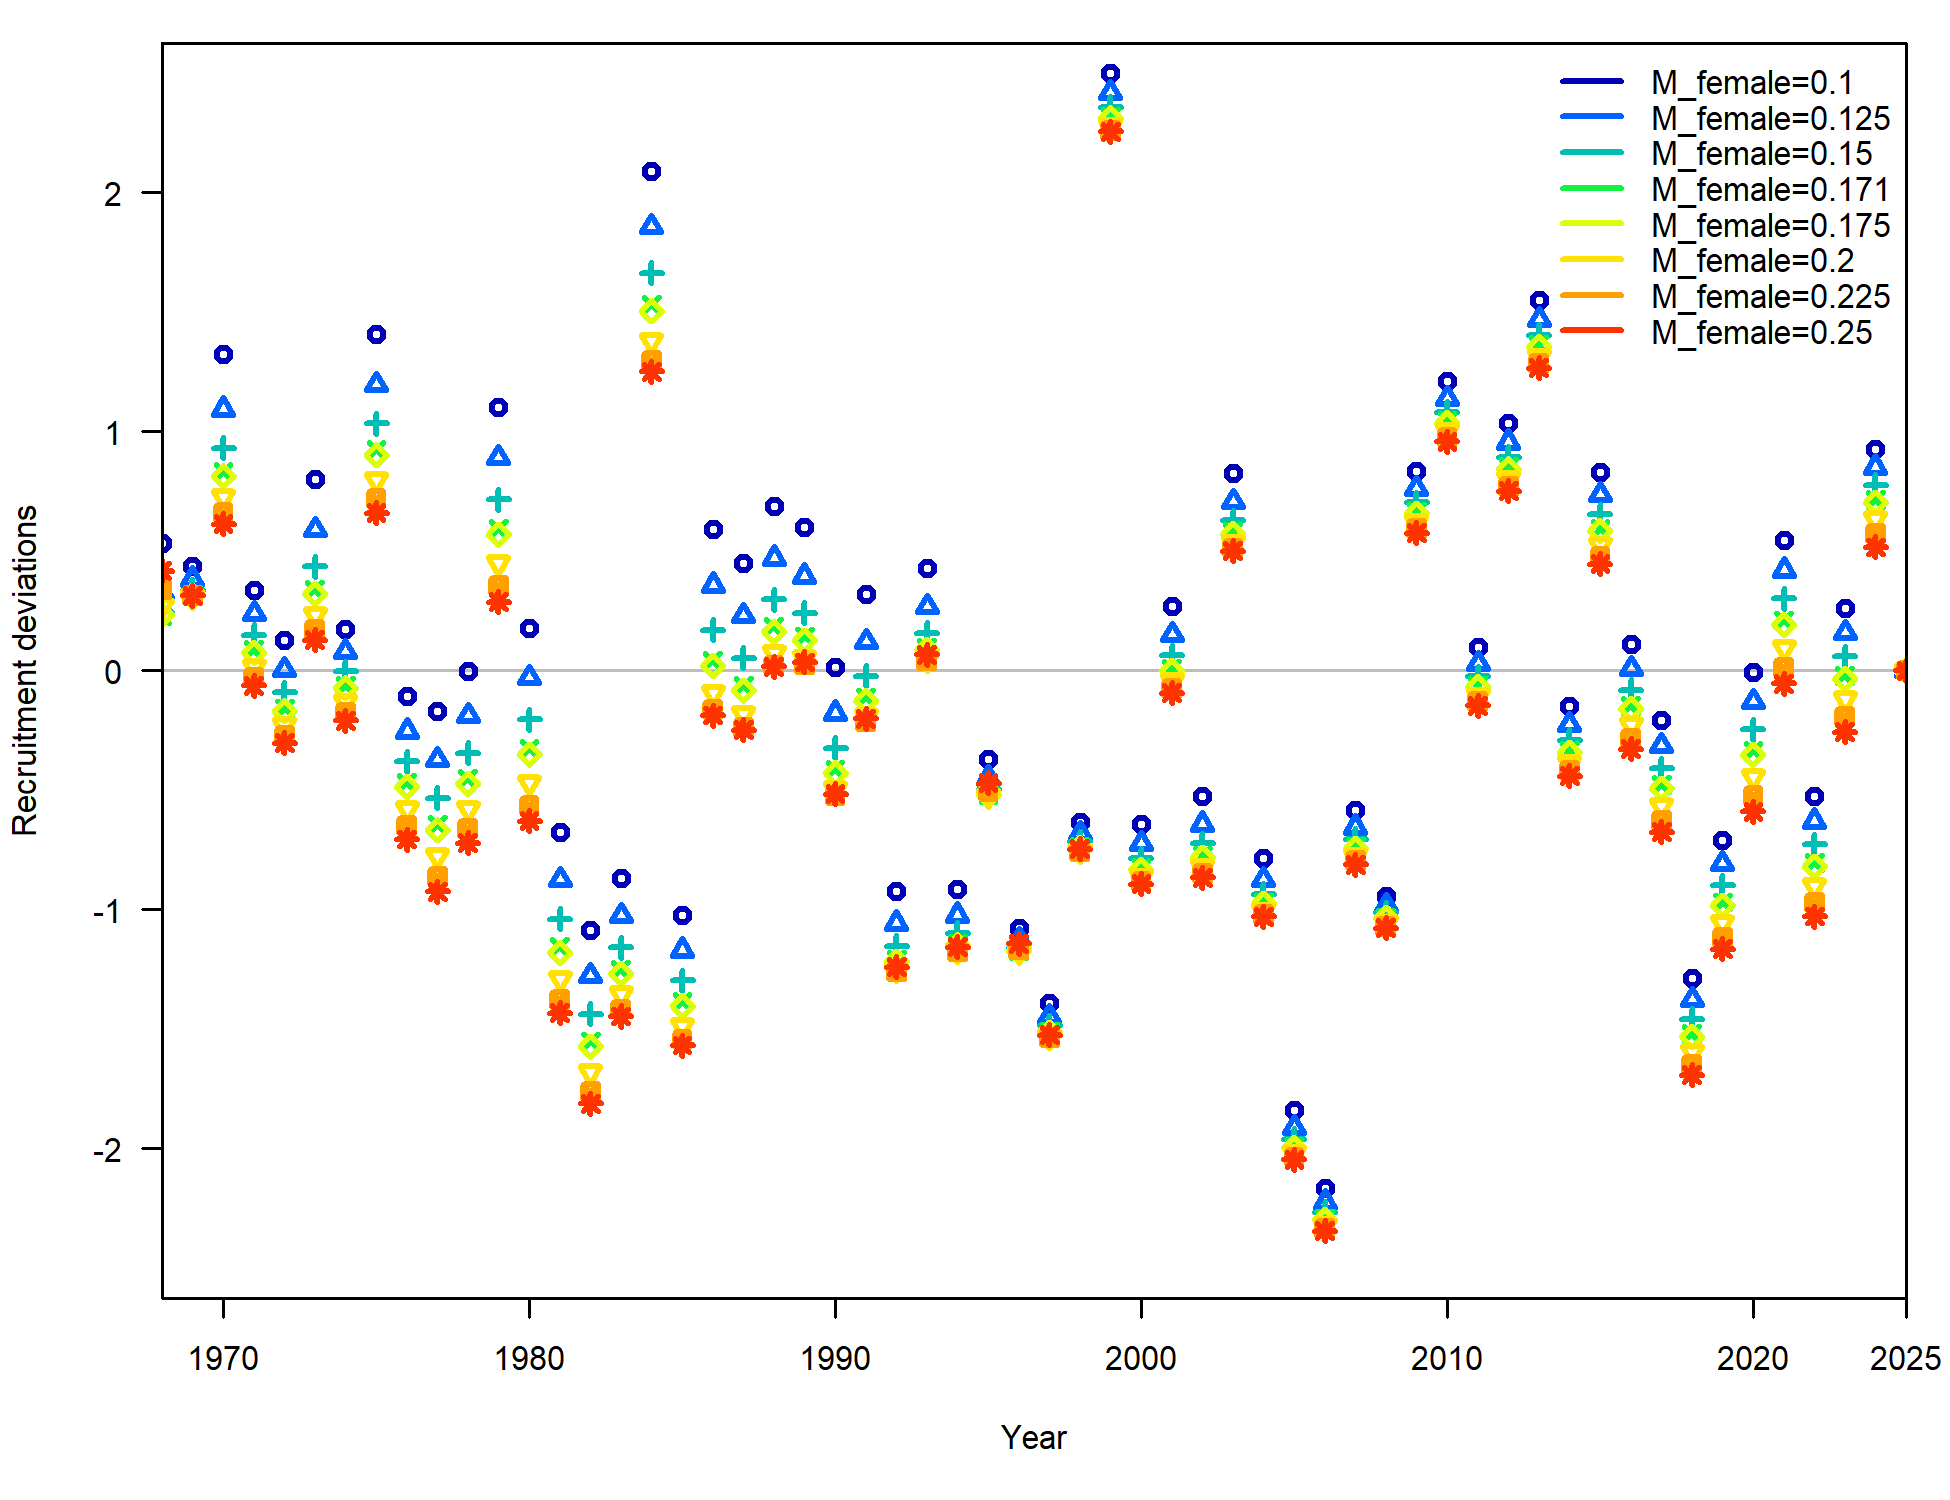 M_female=0.1
M_female=0.125
M_female=0.15
M_female=0.171
M_female=0.175
M_female=0.2
M_female=0.225
M_female=0.25
2
1
0
-1
-2
Recruitment deviations
1970 1980 1990 2000 2010 2020 2025
Year